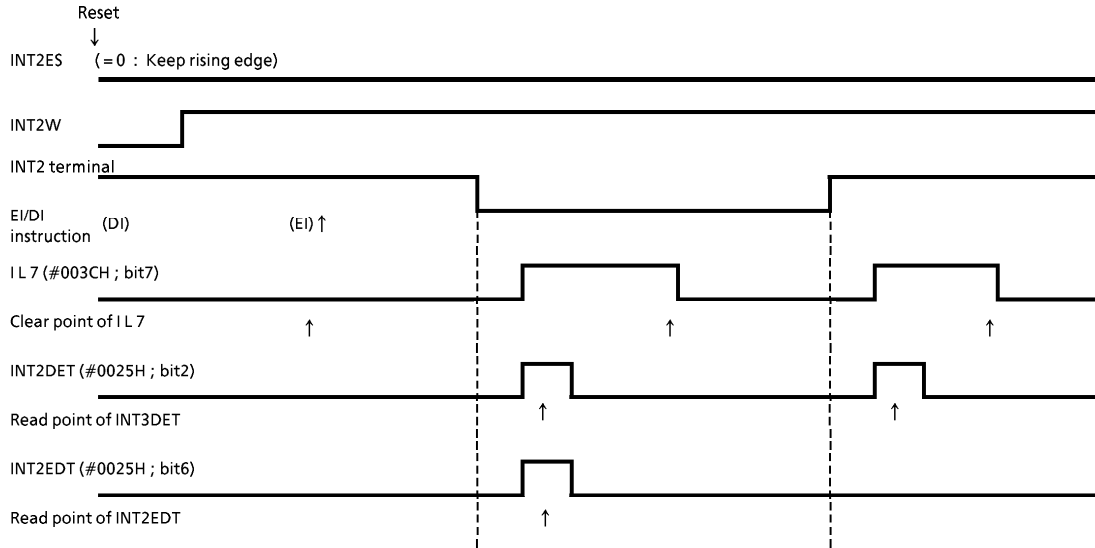 Reset
↓
INT2ES (=0 : Keep rising edge)
INT2W
INT2 terminal
EI/DI
instruction (DI) (EI) ↑
I L 7 (#003CH ; bit7)
Clear point of I L 7 ↑ ↑ ↑
INT2DET (#0025H ; bit2)
Read point of INT3DET ↑ ↑
INT2EDT (#0025H ; bit6)
Read point of INT2EDT ↑